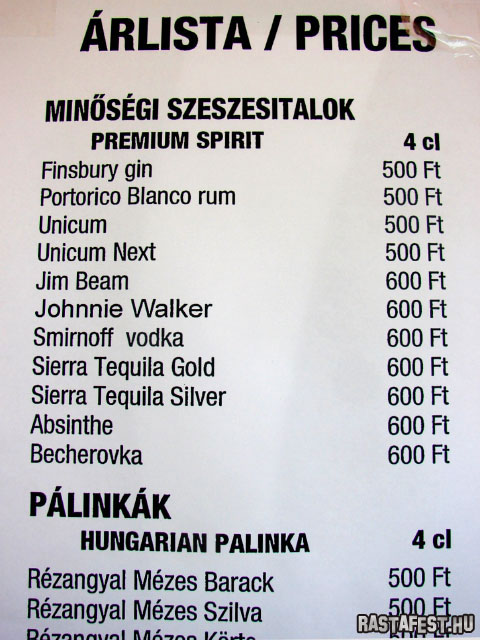 ÁRLISTA / PRICES
MINŐSÉGI SZESZESITALOK
PREMIUM SPIRIT 4 cl
Finsbury gin 500 Ft
Portorico Blanco rum 500 Ft
Unicum 500 Ft
Unicum Next 500 Ft
Jim Beam 600 Ft
Johnnie Walker 600 Ft
Smirnoff vodka 600 Ft
Sierra Tequila Gold 600 Ft
Sierra Tequila Silver 600 Ft
Absinthe 600 Ft
Becherovka 600 Ft
PÁLINKÁK
HUNGARIAN PALINKA 4 cl
Rézangyal Mézes Barack 500 Ft
Rézangyal Mézes Szilva 500 Ft
Rézangyal Mézes Körte
RASTAFEST.HU